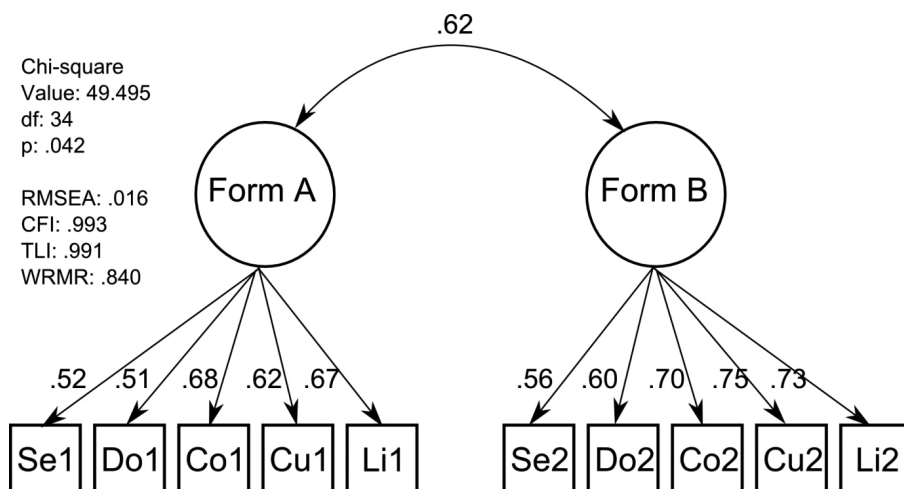 .62
Chi-square
Value: 49.495
df: 34
p: .042
RMSEA: .016
CFI: .993
TLI: .991
WRMR: .840
Form A
Form B
.52 .51 .68 .62 .67
.56 .60 .70 .75 .73
Se1 Do1 Co1 Cu1 Li1
Se2 Do2 Co2 Cu2 Li2